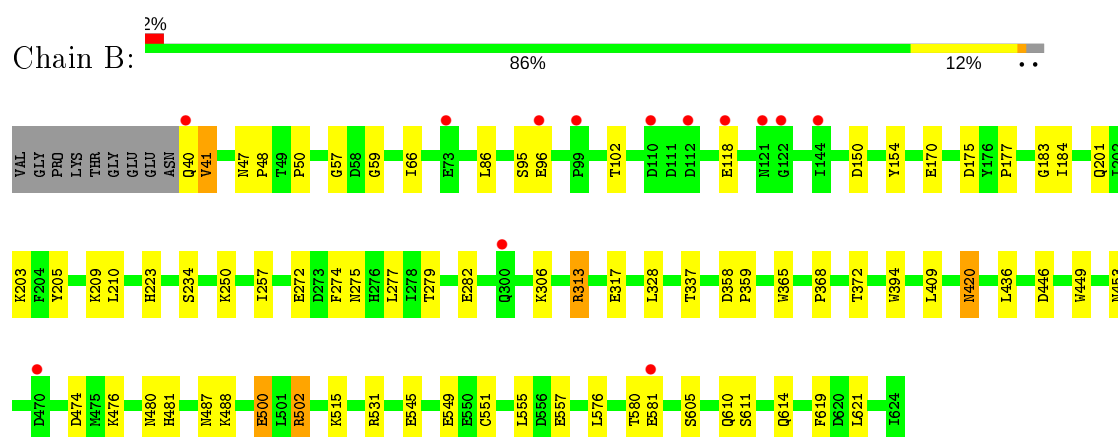 2%
Chain B:
86% 12% • •
VAL GLY PRO LYS THR GLY GLU GLU ASN Q40 V41 N47 P48 T49 P50 G57 D58 G59 I66 E73 L86 S95 E96 P99 T102 D110 D111 D112 E118 N121 G122 I144 D150 Y154 E170 D175 Y176 P177 G183 I184 Q201
K203 F204 Y205 K209 L210 H223 S234 K250 I257 E272 D273 F274 N275 H276 L277 I278 T279 E282 Q300 K306 R313 E317 L328 T337 D358 P359 W365 P368 T372 W394 L409 N420 L436 D446 W449 N453
D470 D474 M475 K476 N480 H481 N487 K488 E500 L501 R502 K515 R531 E545 E549 E550 C551 L555 D556 E557 L576 T580 E581 S605 Q610 S611 Q614 F619 D620 L621 I624